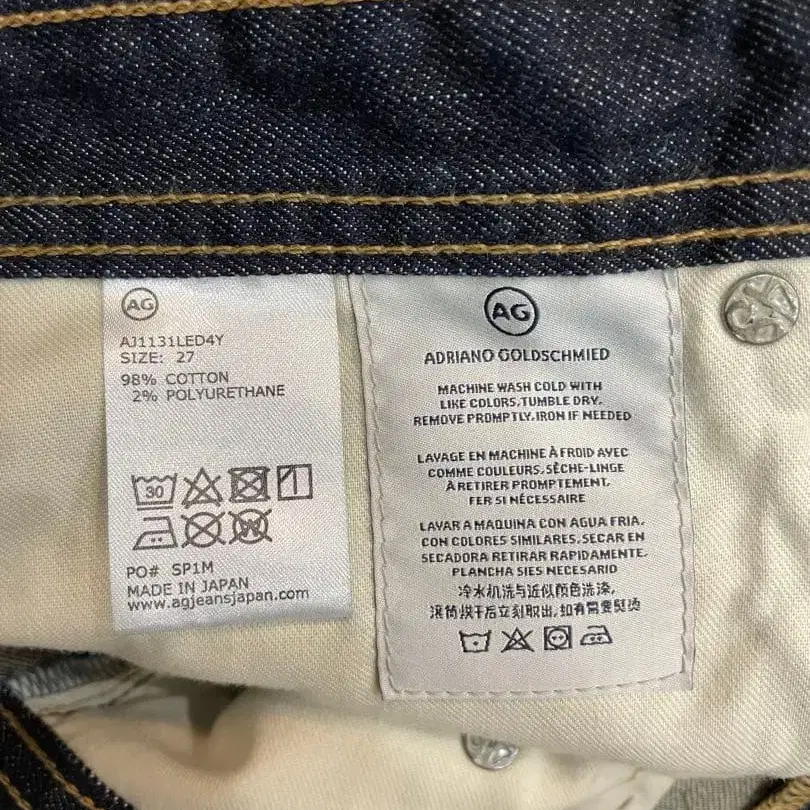 AG
AJ1131LED4Y
SIZE: 27
98% COTTON
2% POLYURETHANE
30
W
PO# SP1M
MADE IN JAPAN
www.agjeansjapan.com
AG
ADRIANO GOLDSCHMIED
MACHINE WASH COLD WITH
LIKE COLORS.TUMBLE DRY.
REMOVE PROMPTLY.IRON IF NEEDED
LAVAGE EN MACHINE À FROID AVEC
COMME COULEURS.SÈCHE-LINGE
À RETIRER PROMPTEMENT.
FER SI NÉCESSAIRE
LAVAR A MAQUINA CON AGUA FRIA.
CON COLORES SIMILARES. SECAR EN
SECADORA RETIRAR RAPIDAMENTE.
PLANCHA SIES NECESARIO
冷水机洗与近似颜色洗涤,
滚筒烘干后立刻取出, 如有需要熨烫